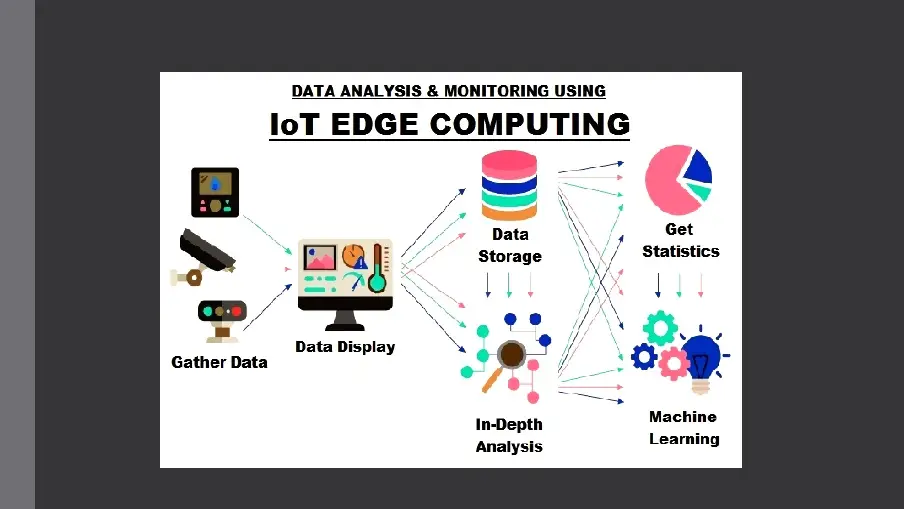 DATA ANALYSIS & MONITORING USING
IoT EDGE COMPUTING
Gather Data
Data Display
Data
Storage
In-Depth
Analysis
Get
Statistics
Machine
Learning